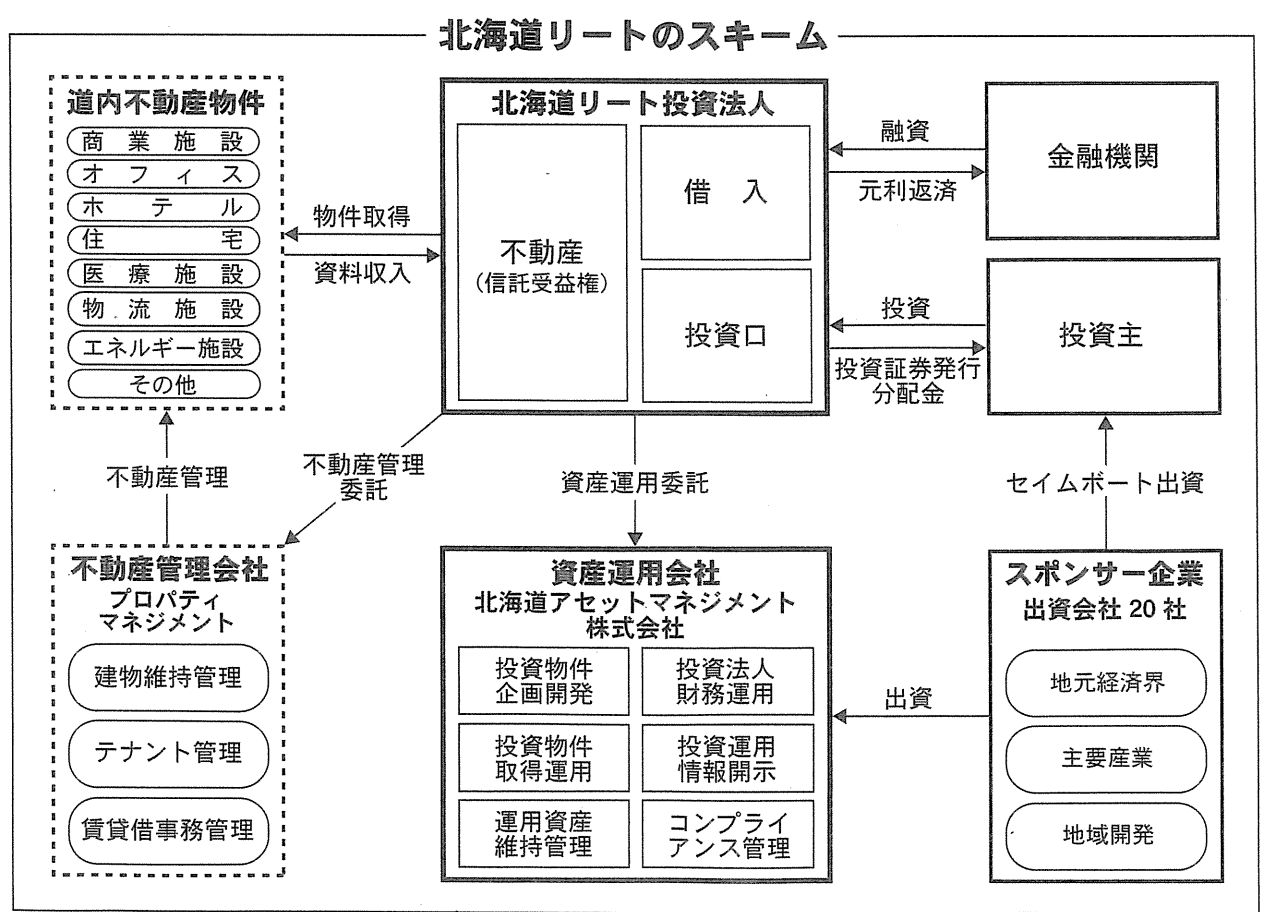 北海道リートのスキーム
道内不動産物件
商業施設
オフィス
ホテル
住宅
医療施設
物流施設
エネルギー施設
その他
物件取得
資料収入
北海道リート投資法人
不動産
(信託受益権)
借入
投資口
融資
元利返済
金融機関
投資
投資証券発行
分配金
投資主
不動産管理
不動産管理
委託
資産運用委託
セイムボート出資
不動産管理会社
プロパティ
マネジメント
建物維持管理
テナント管理
賃貸借事務管理
資産運用会社
北海道アセットマネジメント
株式会社
投資物件
企画開発
投資法人
財務運用
投資物件
取得運用
投資運用
情報開示
運用資産
維持管理
コンプライ
アンス管理
出資
スポンサー企業
出資会社20社
地元経済界
主要産業
地域開発